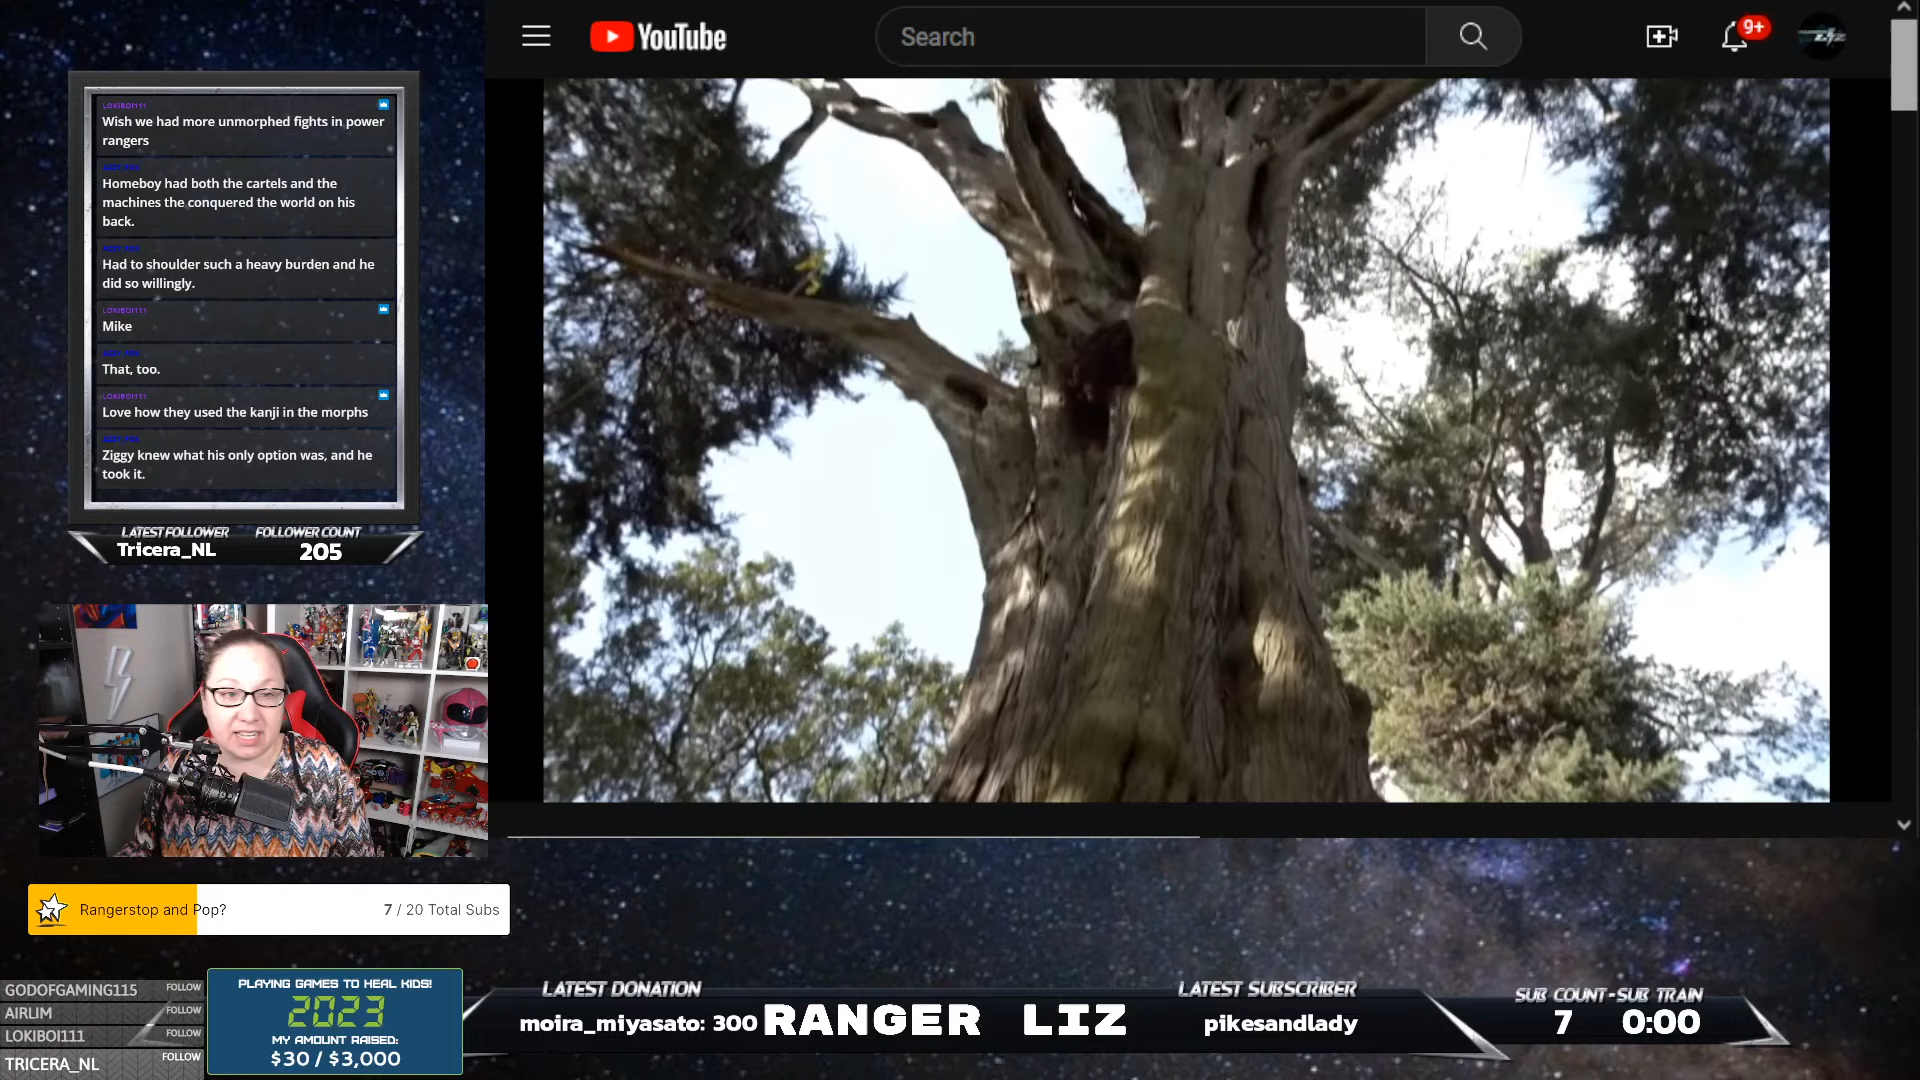 YouTube
Search
9+
LOKIBOI111
Wish we had more unmorphed fights in power
rangers
Homeboy had both the cartels and the
machines the conquered the world on his
back.
Had to shoulder such a heavy burden and he
did so willingly.
LOKIBOI111
Mike
That, too.
LOKIBOI111
Love how they used the kanji in the morphs
Ziggy knew what his only option was, and he
took it.
LATEST FOLLOWER
FOLLOWER COUNT
Tricera_NL
205
Rangerstop and Pop?
7 / 20 Total Subs
GODOFGAMING115 FOLLOW
AIRLIM FOLLOW
LOKIBOI111 FOLLOW
TRICERA_NL FOLLOW
PLAYING GAMES TO HEAL KIDS!
2023
MY AMOUNT RAISED:
$30 / $3,000
LATEST DONATION
moira_miyasato: 300
RANGER LIZ
LATEST SUBSCRIBER
pikesandlady
SUB COUNT-SUB TRAIN
7 0:00